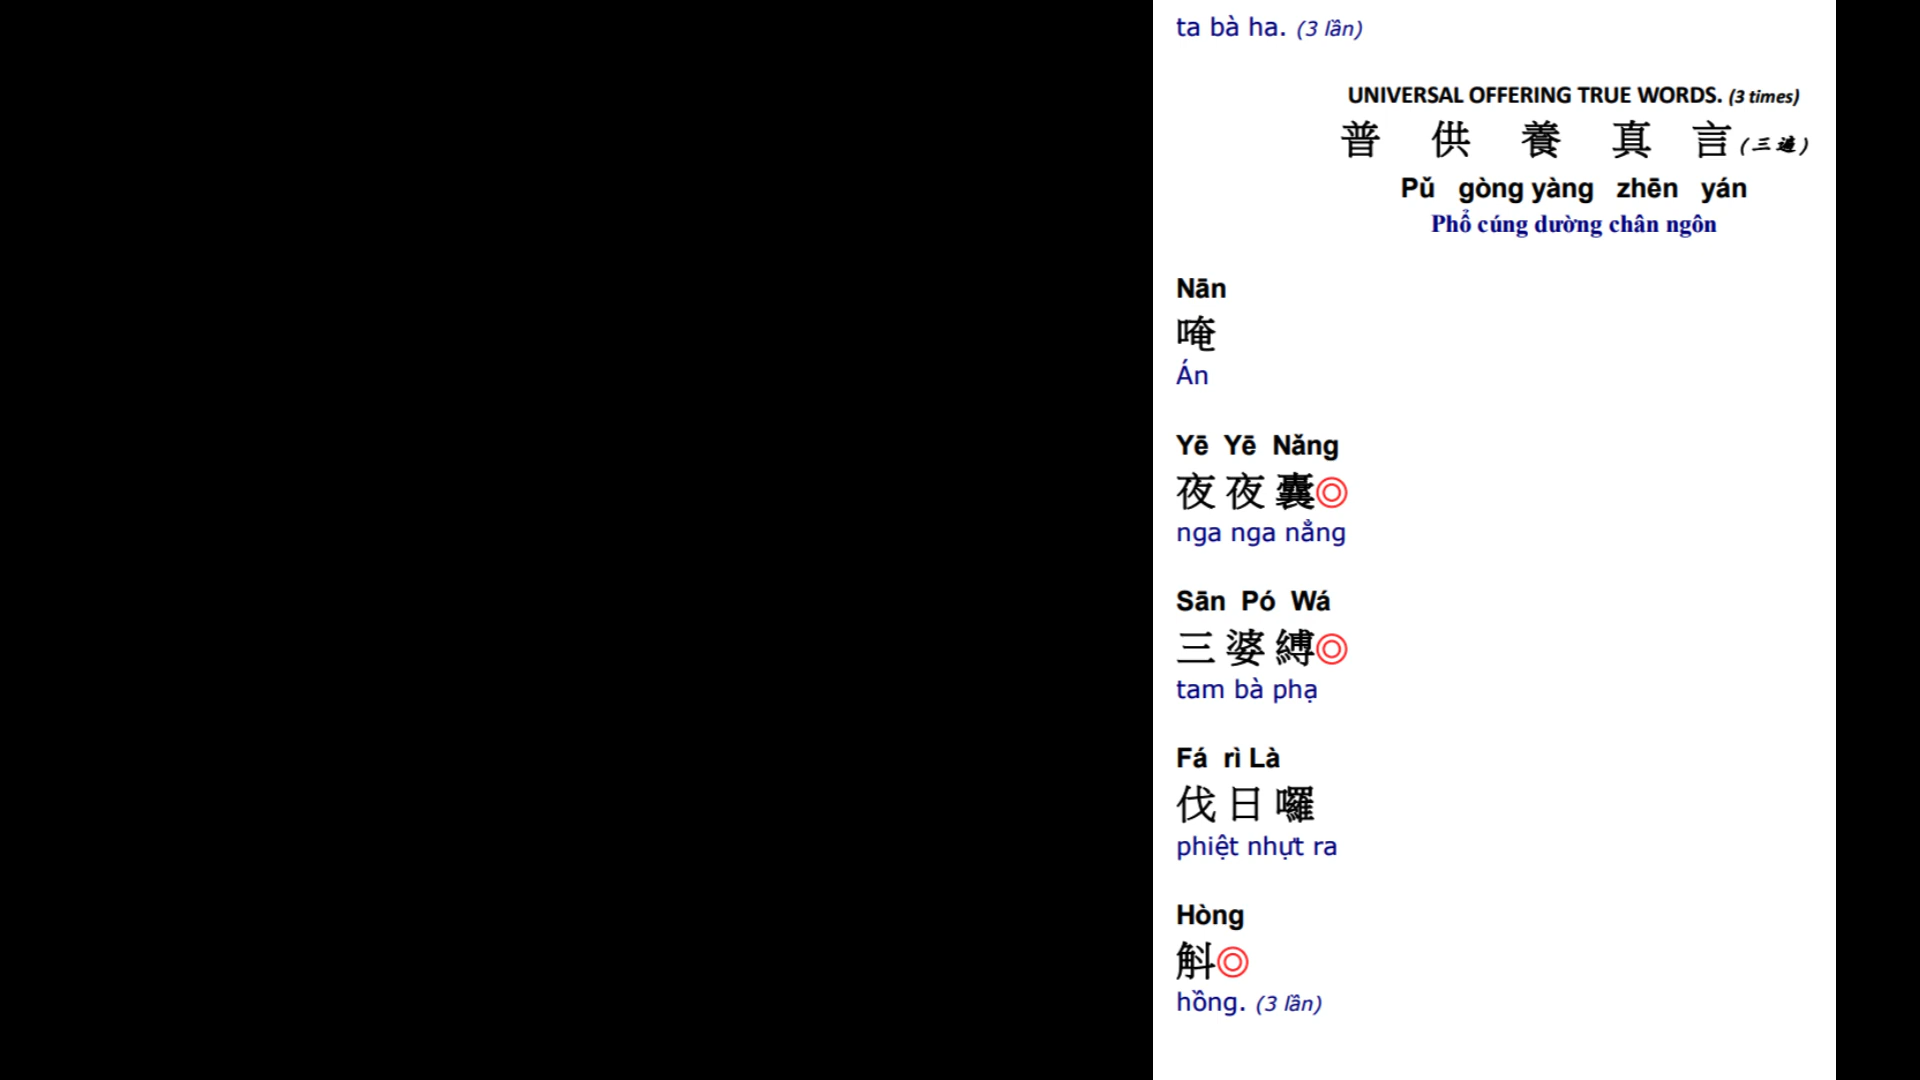 ta bà ha. (3 lần)
UNIVERSAL OFFERING TRUE WORDS. (3 times)
普 供 養 真 言 (三遍)
Pǔ gòng yàng zhēn yán
Phổ cúng dường chân ngôn
Nān
唵
Án
Yē Yē Nǎng
夜 夜 囊◎
nga nga nẳng
Sān Pó Wá
三 婆 縛◎
tam bà phạ
Fá rì Là
伐 日 囉
phiệt nhựt ra
Hòng
斛◎
hồng. (3 lần)